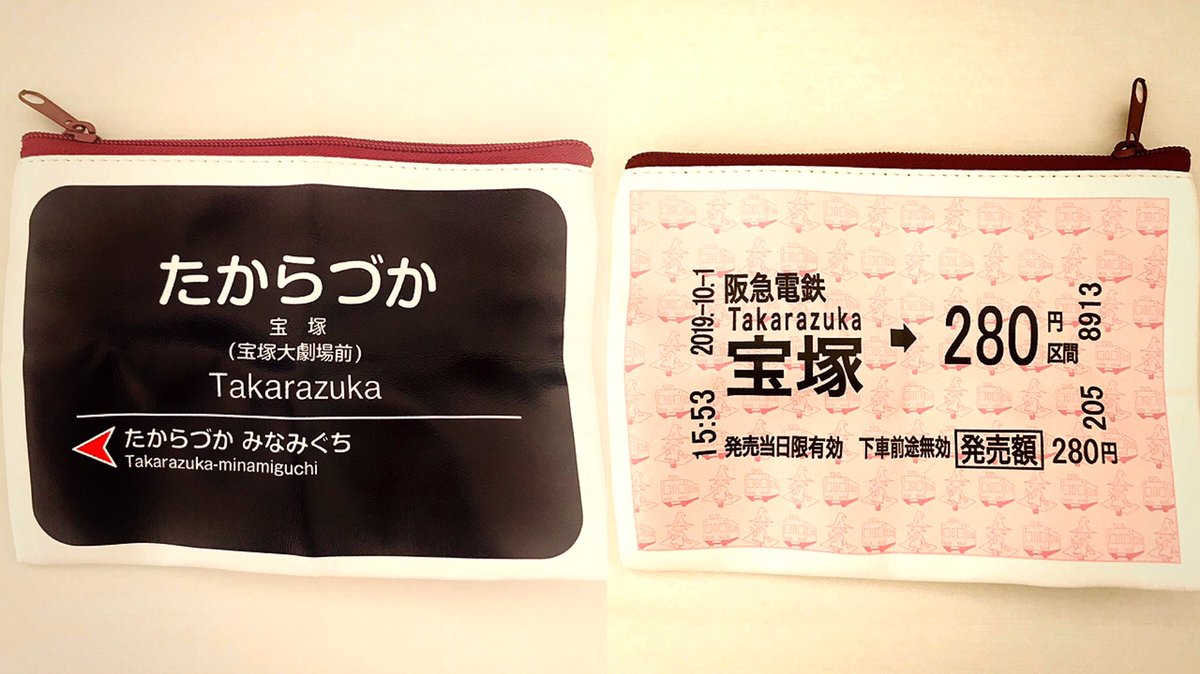 たからづか
宝 塚
(宝塚大劇場前)
Takarazuka
たからづか みなみぐち
Takarazuka-minamiguchi
15:53 2019-10-1
阪急電鉄
Takarazuka
宝塚 ➡ 280円区間
発売当日限有効 下車前途無効 発売額 280円
205 8913